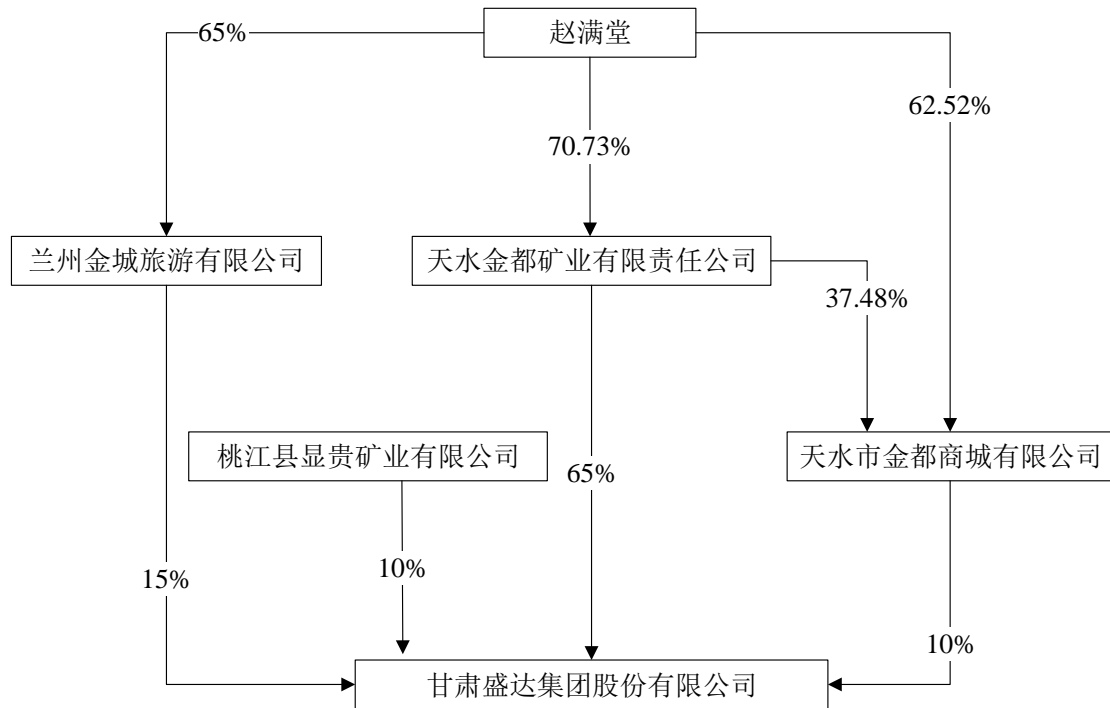 赵满堂
65%
62.52%
70.73%
兰州金城旅游有限公司
天水金都矿业有限责任公司
37.48%
桃江县显贵矿业有限公司
天水市金都商城有限公司
65%
15%
10%
10%
甘肃盛达集团股份有限公司